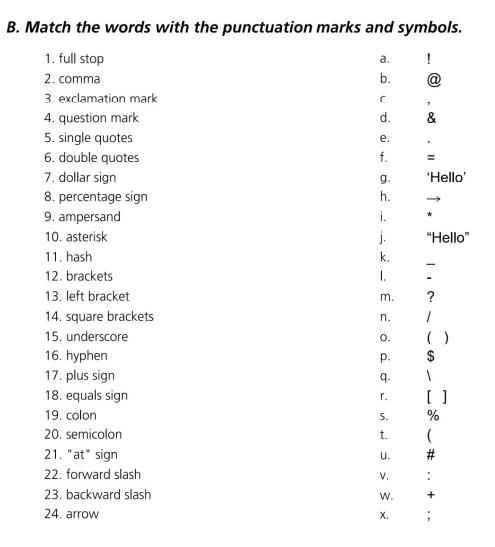 B. Match the words with the punctuation marks and symbols.
1. full stop a. !
2. comma b. @
3. exclamation mark c. ,
4. question mark d. &
5. single quotes e. .
6. double quotes f. =
7. dollar sign g. ‘Hello’
8. percentage sign h. →
9. ampersand i. *
10. asterisk j. “Hello”
11. hash k. _
12. brackets l. -
13. left bracket m. ?
14. square brackets n. /
15. underscore o. ( )
16. hyphen p. $
17. plus sign q. \
18. equals sign r. [ ]
19. colon s. %
20. semicolon t. (
21. "at" sign u. #
22. forward slash v. :
23. backward slash w. +
24. arrow x. ;